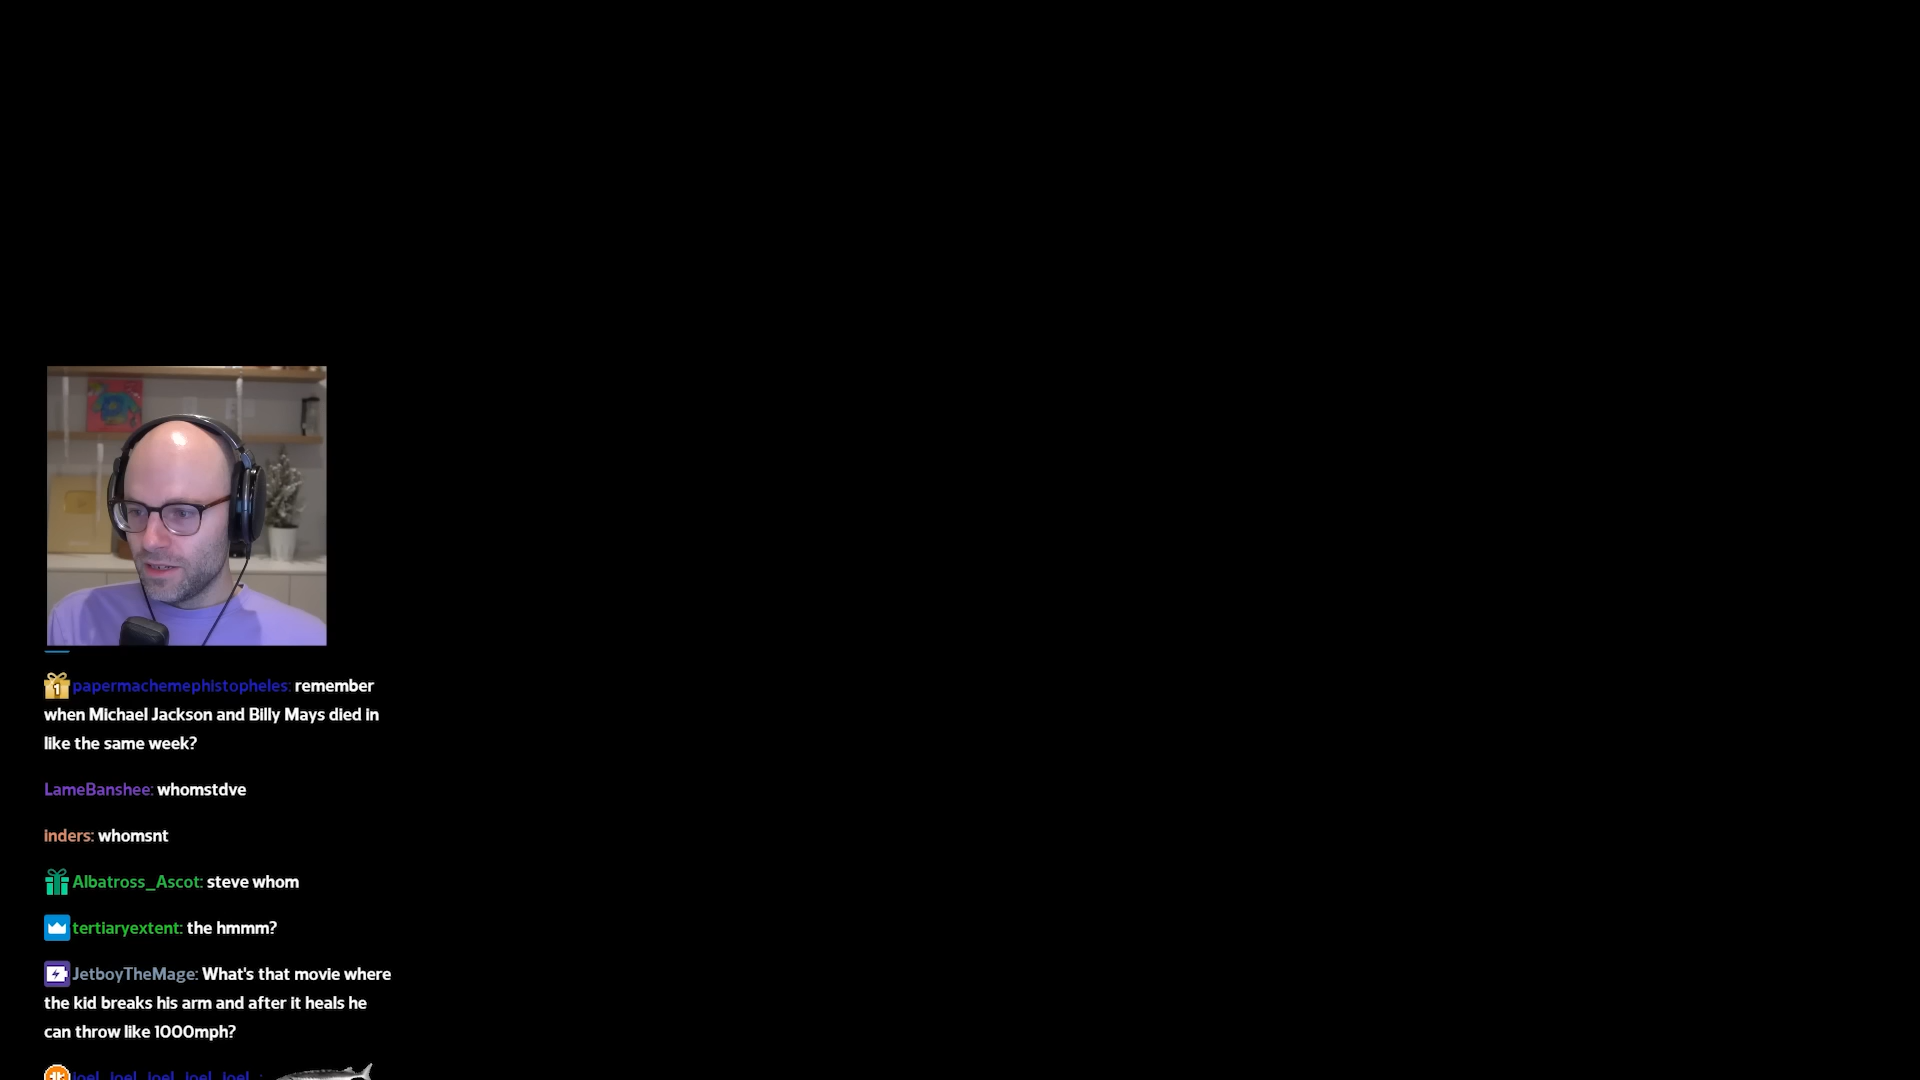 papermachemephistopheles: remember
when Michael Jackson and Billy Mays died in
like the same week?
LameBanshee: whomstdve
inders: whomsnt
Albatross_Ascot: steve whom
tertiaryextent: the hmmm?
JetboyTheMage: What's that movie where
the kid breaks his arm and after it heals he
can throw like 1000mph?